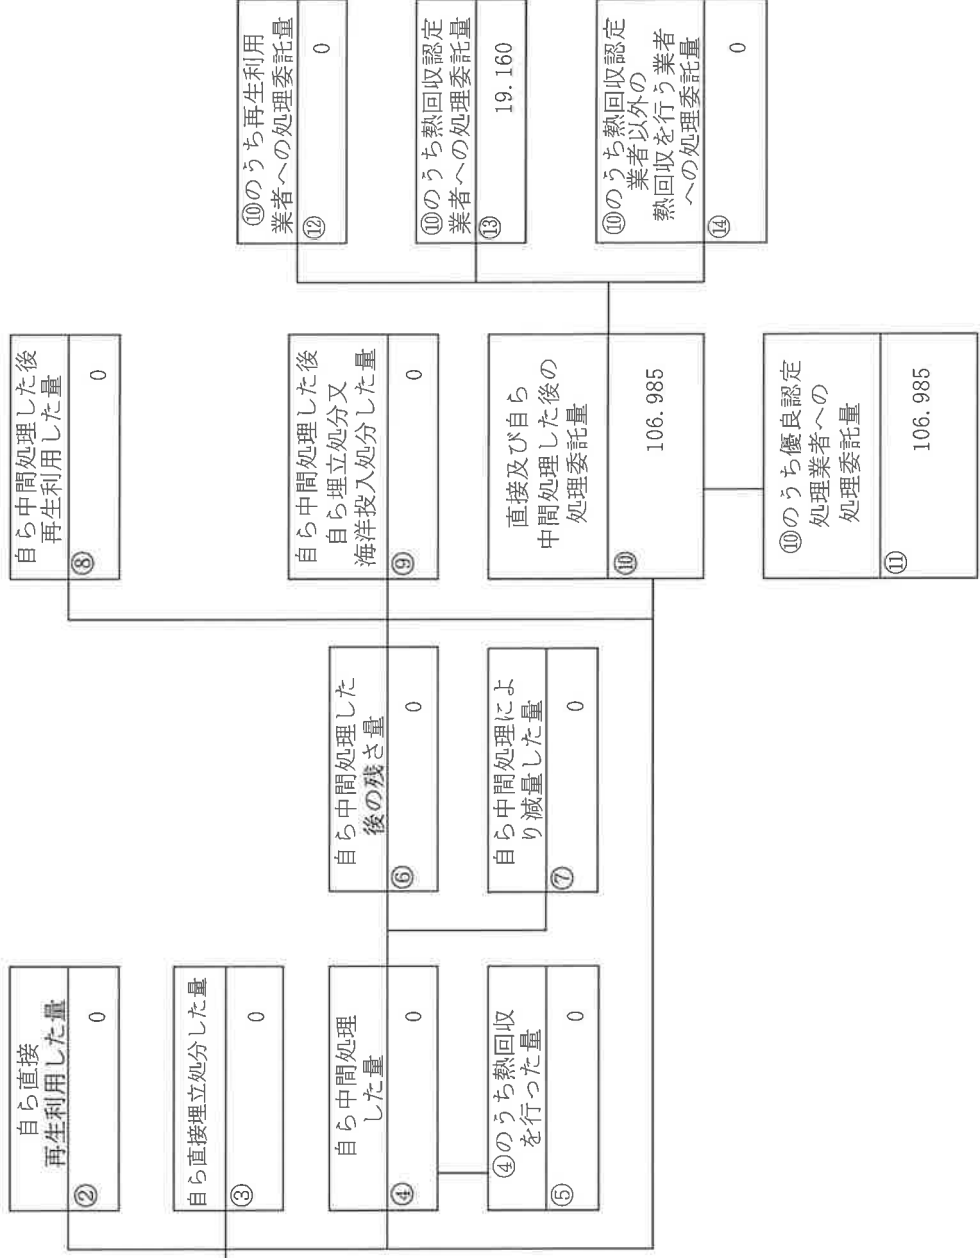 自ら直接
再生利用した量
② 0
自ら直接埋立処分した量
③ 0
自ら中間処理
した量
④ 0
④のうち熱回収
を行った量
⑤ 0
自ら中間処理した
後の残さ量
⑥ 0
自ら中間処理によ
り減量した量
⑦ 0
自ら中間処理した後
再生利用した量
⑧ 0
自ら中間処理した後
自ら埋立処分又
海洋投入処分した量
⑨ 0
直接及び自ら
中間処理した後の
処理委託量
⑩ 106.985
⑩のうち優良認定
処理業者への
処理委託量
⑪ 106.985
⑩のうち再生利用
業者への処理委託量
⑫ 0
⑩のうち熱回収認定
業者への処理委託量
⑬ 19.160
⑩のうち熱回収認定
業者以外の
熱回収を行う業者
への処理委託量
⑭ 0